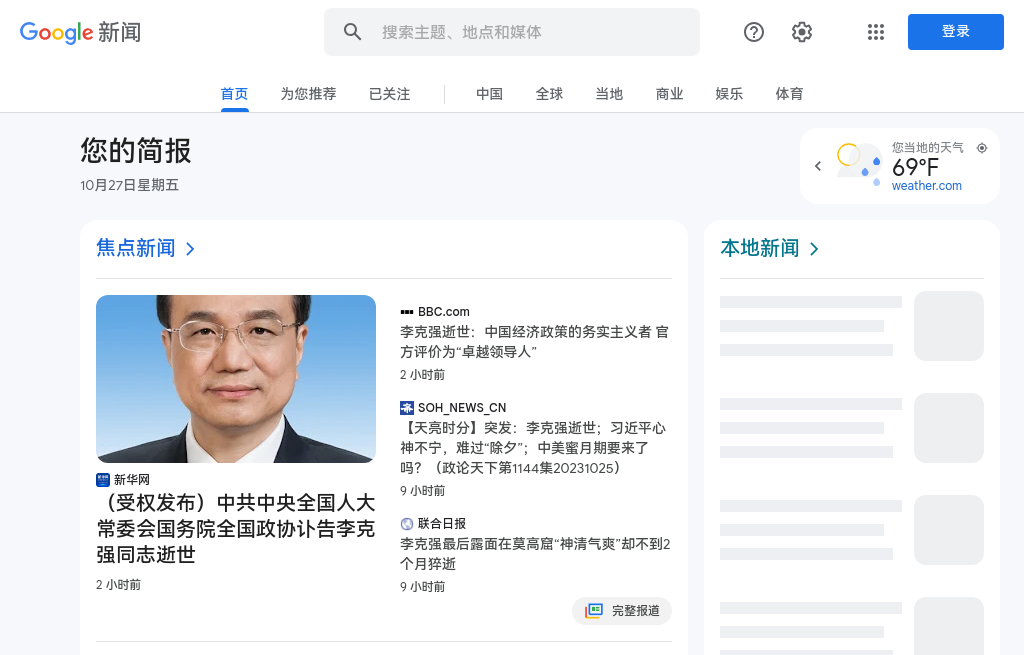 Google 新闻
搜索主题、地点和媒体
登录
首页 为您推荐 已关注 中国 全球 当地 商业 娱乐 体育
您的简报
10月27日星期五
您当地的天气
69°F
weather.com
焦点新闻
新华网
（受权发布）中共中央全国人大
常委会国务院全国政协讣告李克
强同志逝世
2 小时前
BBC.com
李克强逝世：中国经济政策的务实主义者 官
方评价为“卓越领导人”
2 小时前
SOH_NEWS_CN
【天亮时分】突发：李克强逝世；习近平心
神不宁，难过“除夕”；中美蜜月期要来了
吗？（政论天下第1144集20231025）
9 小时前
联合日报
李克强最后露面在莫高窟“神清气爽”却不到2
个月猝逝
9 小时前
完整报道
本地新闻